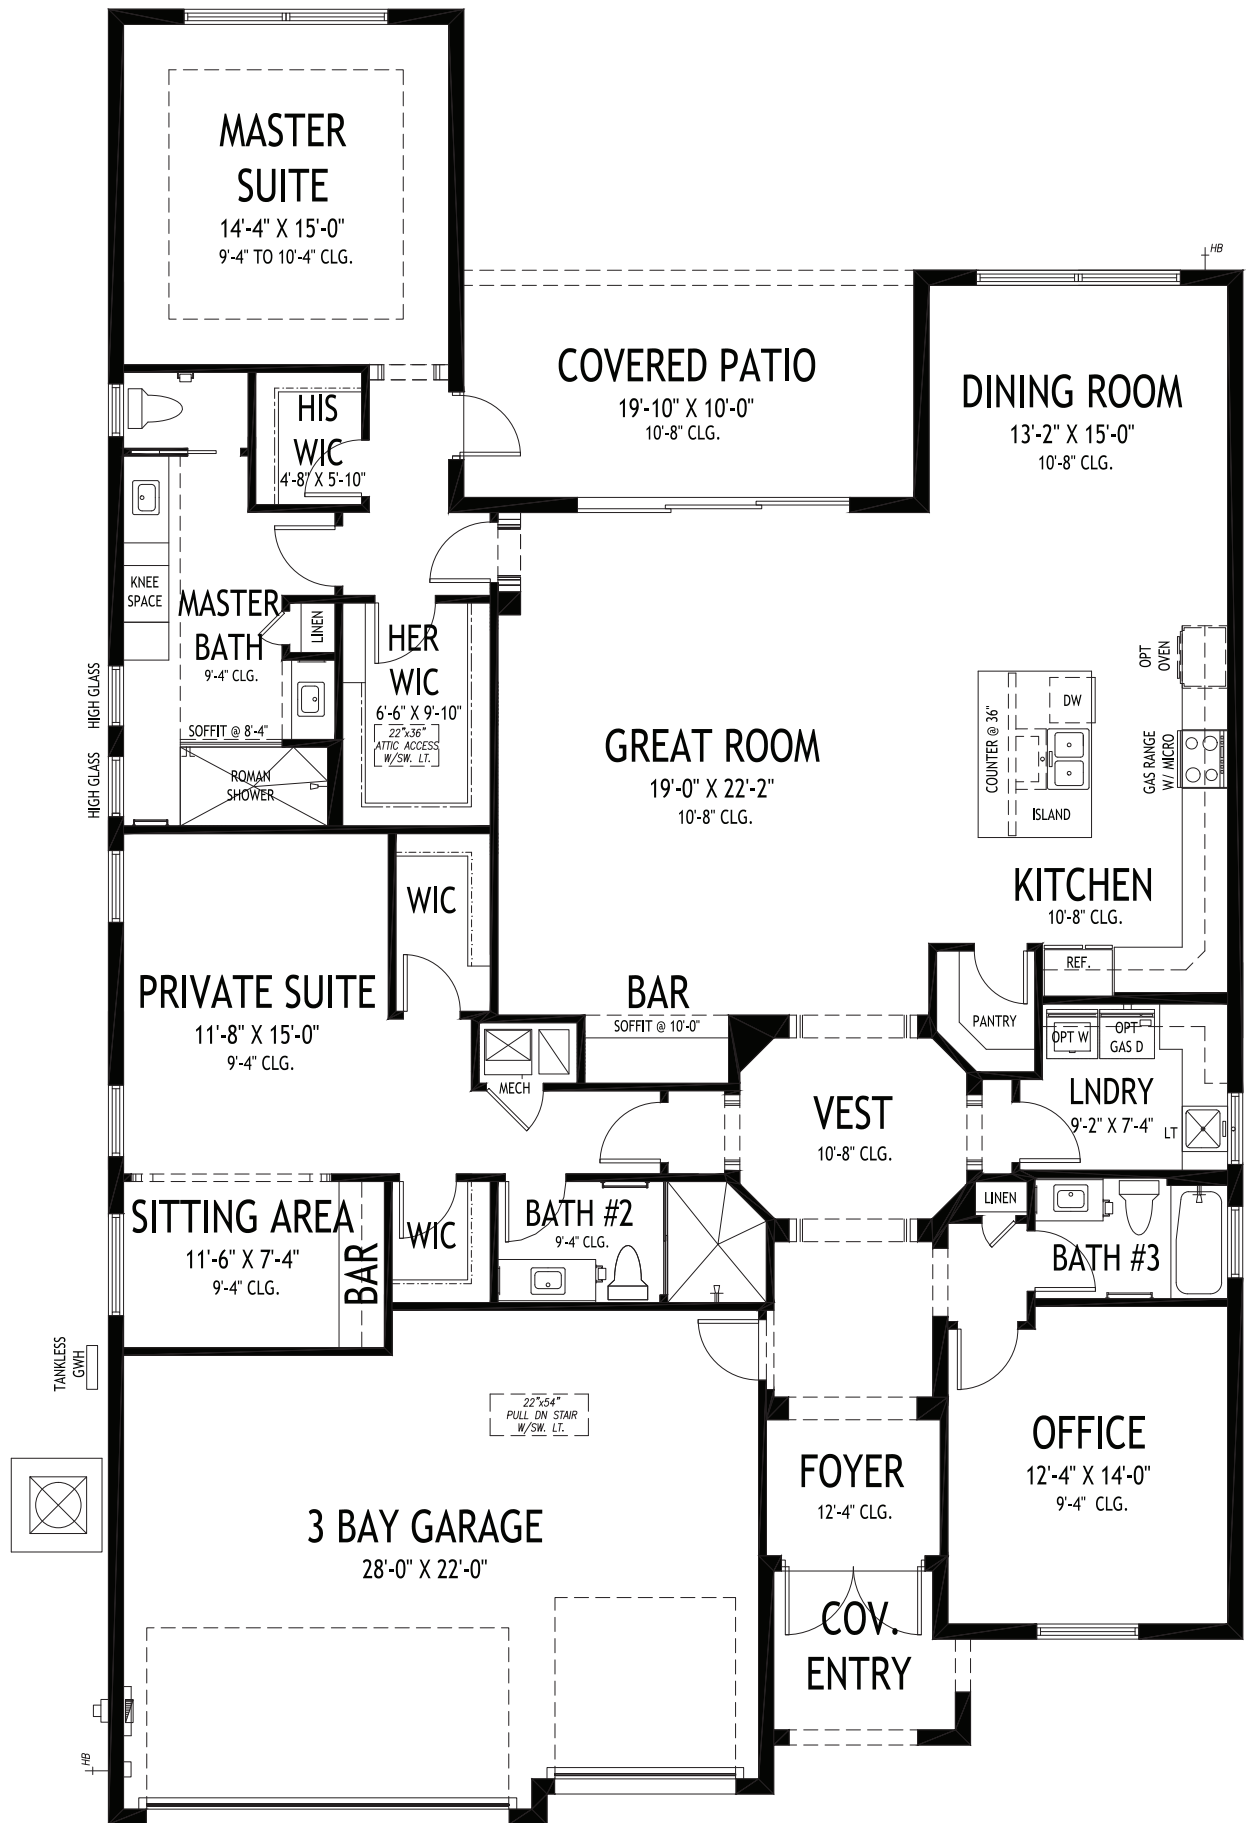 MASTER
SUITE
14'-4" X 15'-0"
9'-4" TO 10'-4" CLG.
HB
COVERED PATIO
19'-10" X 10'-0"
10'-8" CLG.
DINING ROOM
13'-2" X 15'-0"
10'-8" CLG.
HIS
WIC
4'-8" X 5'-10"
KNEE
SPACE
MASTER
BATH
9'-4" CLG.
LINEN
HER
WIC
6'-6" X 9'-10"
22"x36"
ATTIC ACCESS
W/SW. LT.
HIGH GLASS
SOFFIT @ 8'-4"
HIGH GLASS
ROMAN
SHOWER
GREAT ROOM
19'-0" X 22'-2"
10'-8" CLG.
OPT
OVEN
DW
COUNTER @ 36"
GAS RANGE
W/ MICRO
ISLAND
KITCHEN
10'-8" CLG.
REF.
WIC
PRIVATE SUITE
11'-8" X 15'-0"
9'-4" CLG.
BAR
SOFFIT @ 10'-0"
PANTRY
OPT W
OPT
GAS D
MECH
VEST
10'-8" CLG.
LNDRY
9'-2" X 7'-4"
LT
SITTING AREA
11'-6" X 7'-4"
9'-4" CLG.
BAR
WIC
BATH #2
9'-4" CLG.
LINEN
BATH #3
TANKLESS
GWH
22"x54"
PULL DN STAIR
W/SW. LT.
3 BAY GARAGE
28'-0" X 22'-0"
FOYER
12'-4" CLG.
OFFICE
12'-4" X 14'-0"
9'-4" CLG.
COV.
ENTRY
HB